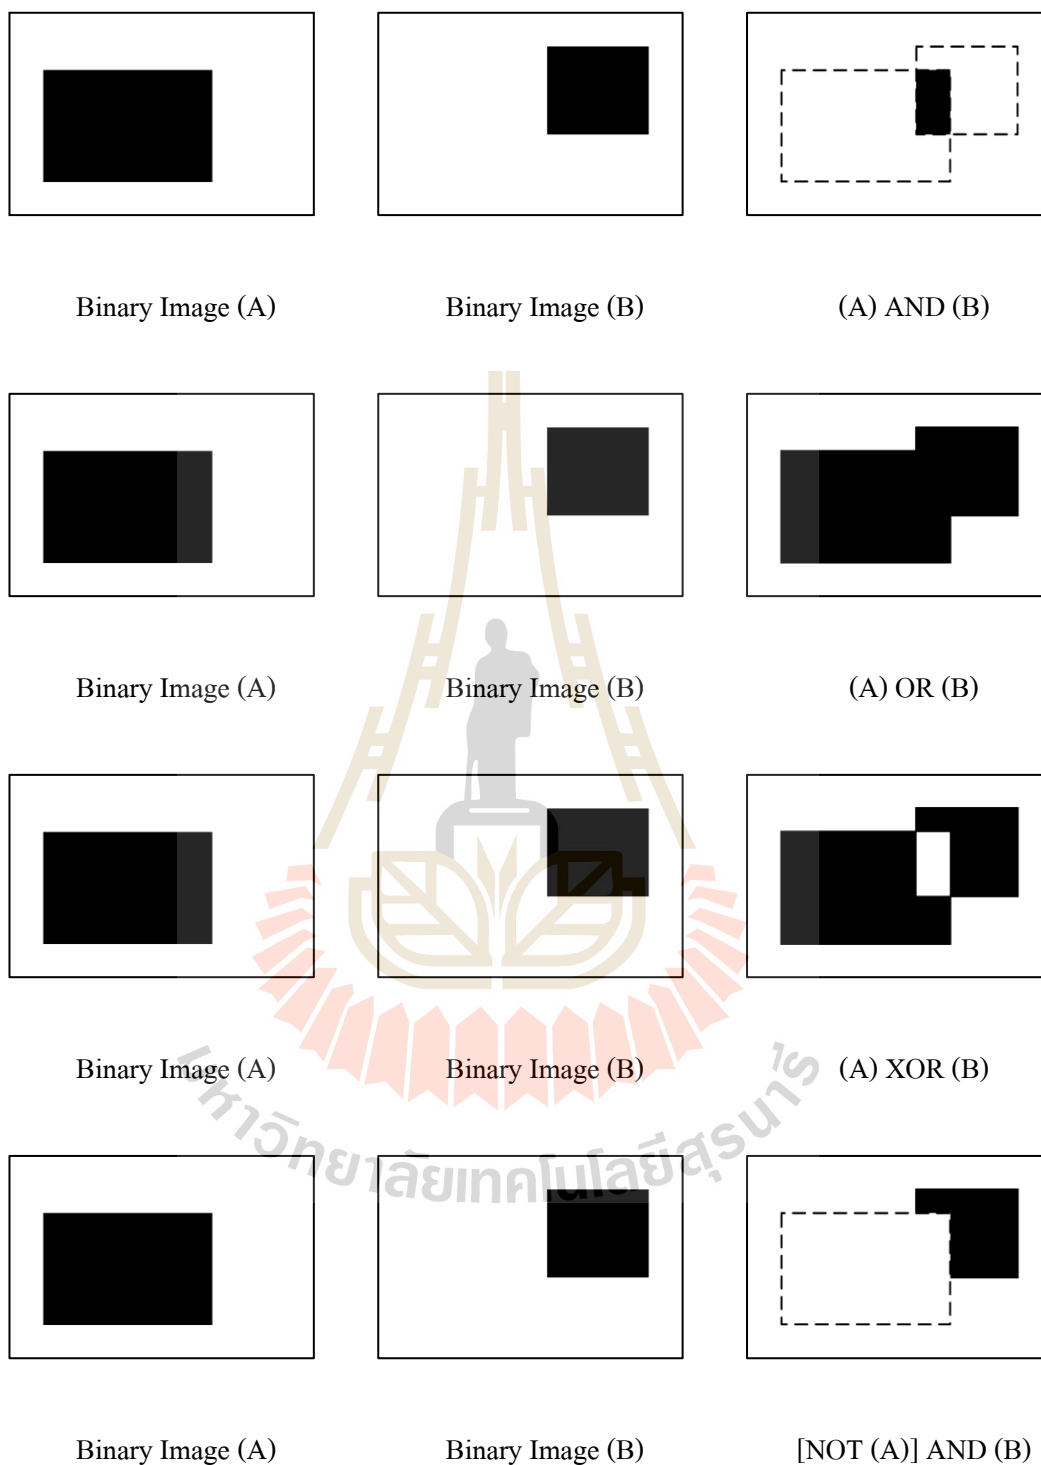 Binary Image (A) Binary Image (B) (A) AND (B)
Binary Image (A) Binary Image (B) (A) OR (B)
Binary Image (A) Binary Image (B) (A) XOR (B)
มหาวิทยาลัยเทคโนโลยีสุรนารี
Binary Image (A) Binary Image (B) [NOT (A)] AND (B)